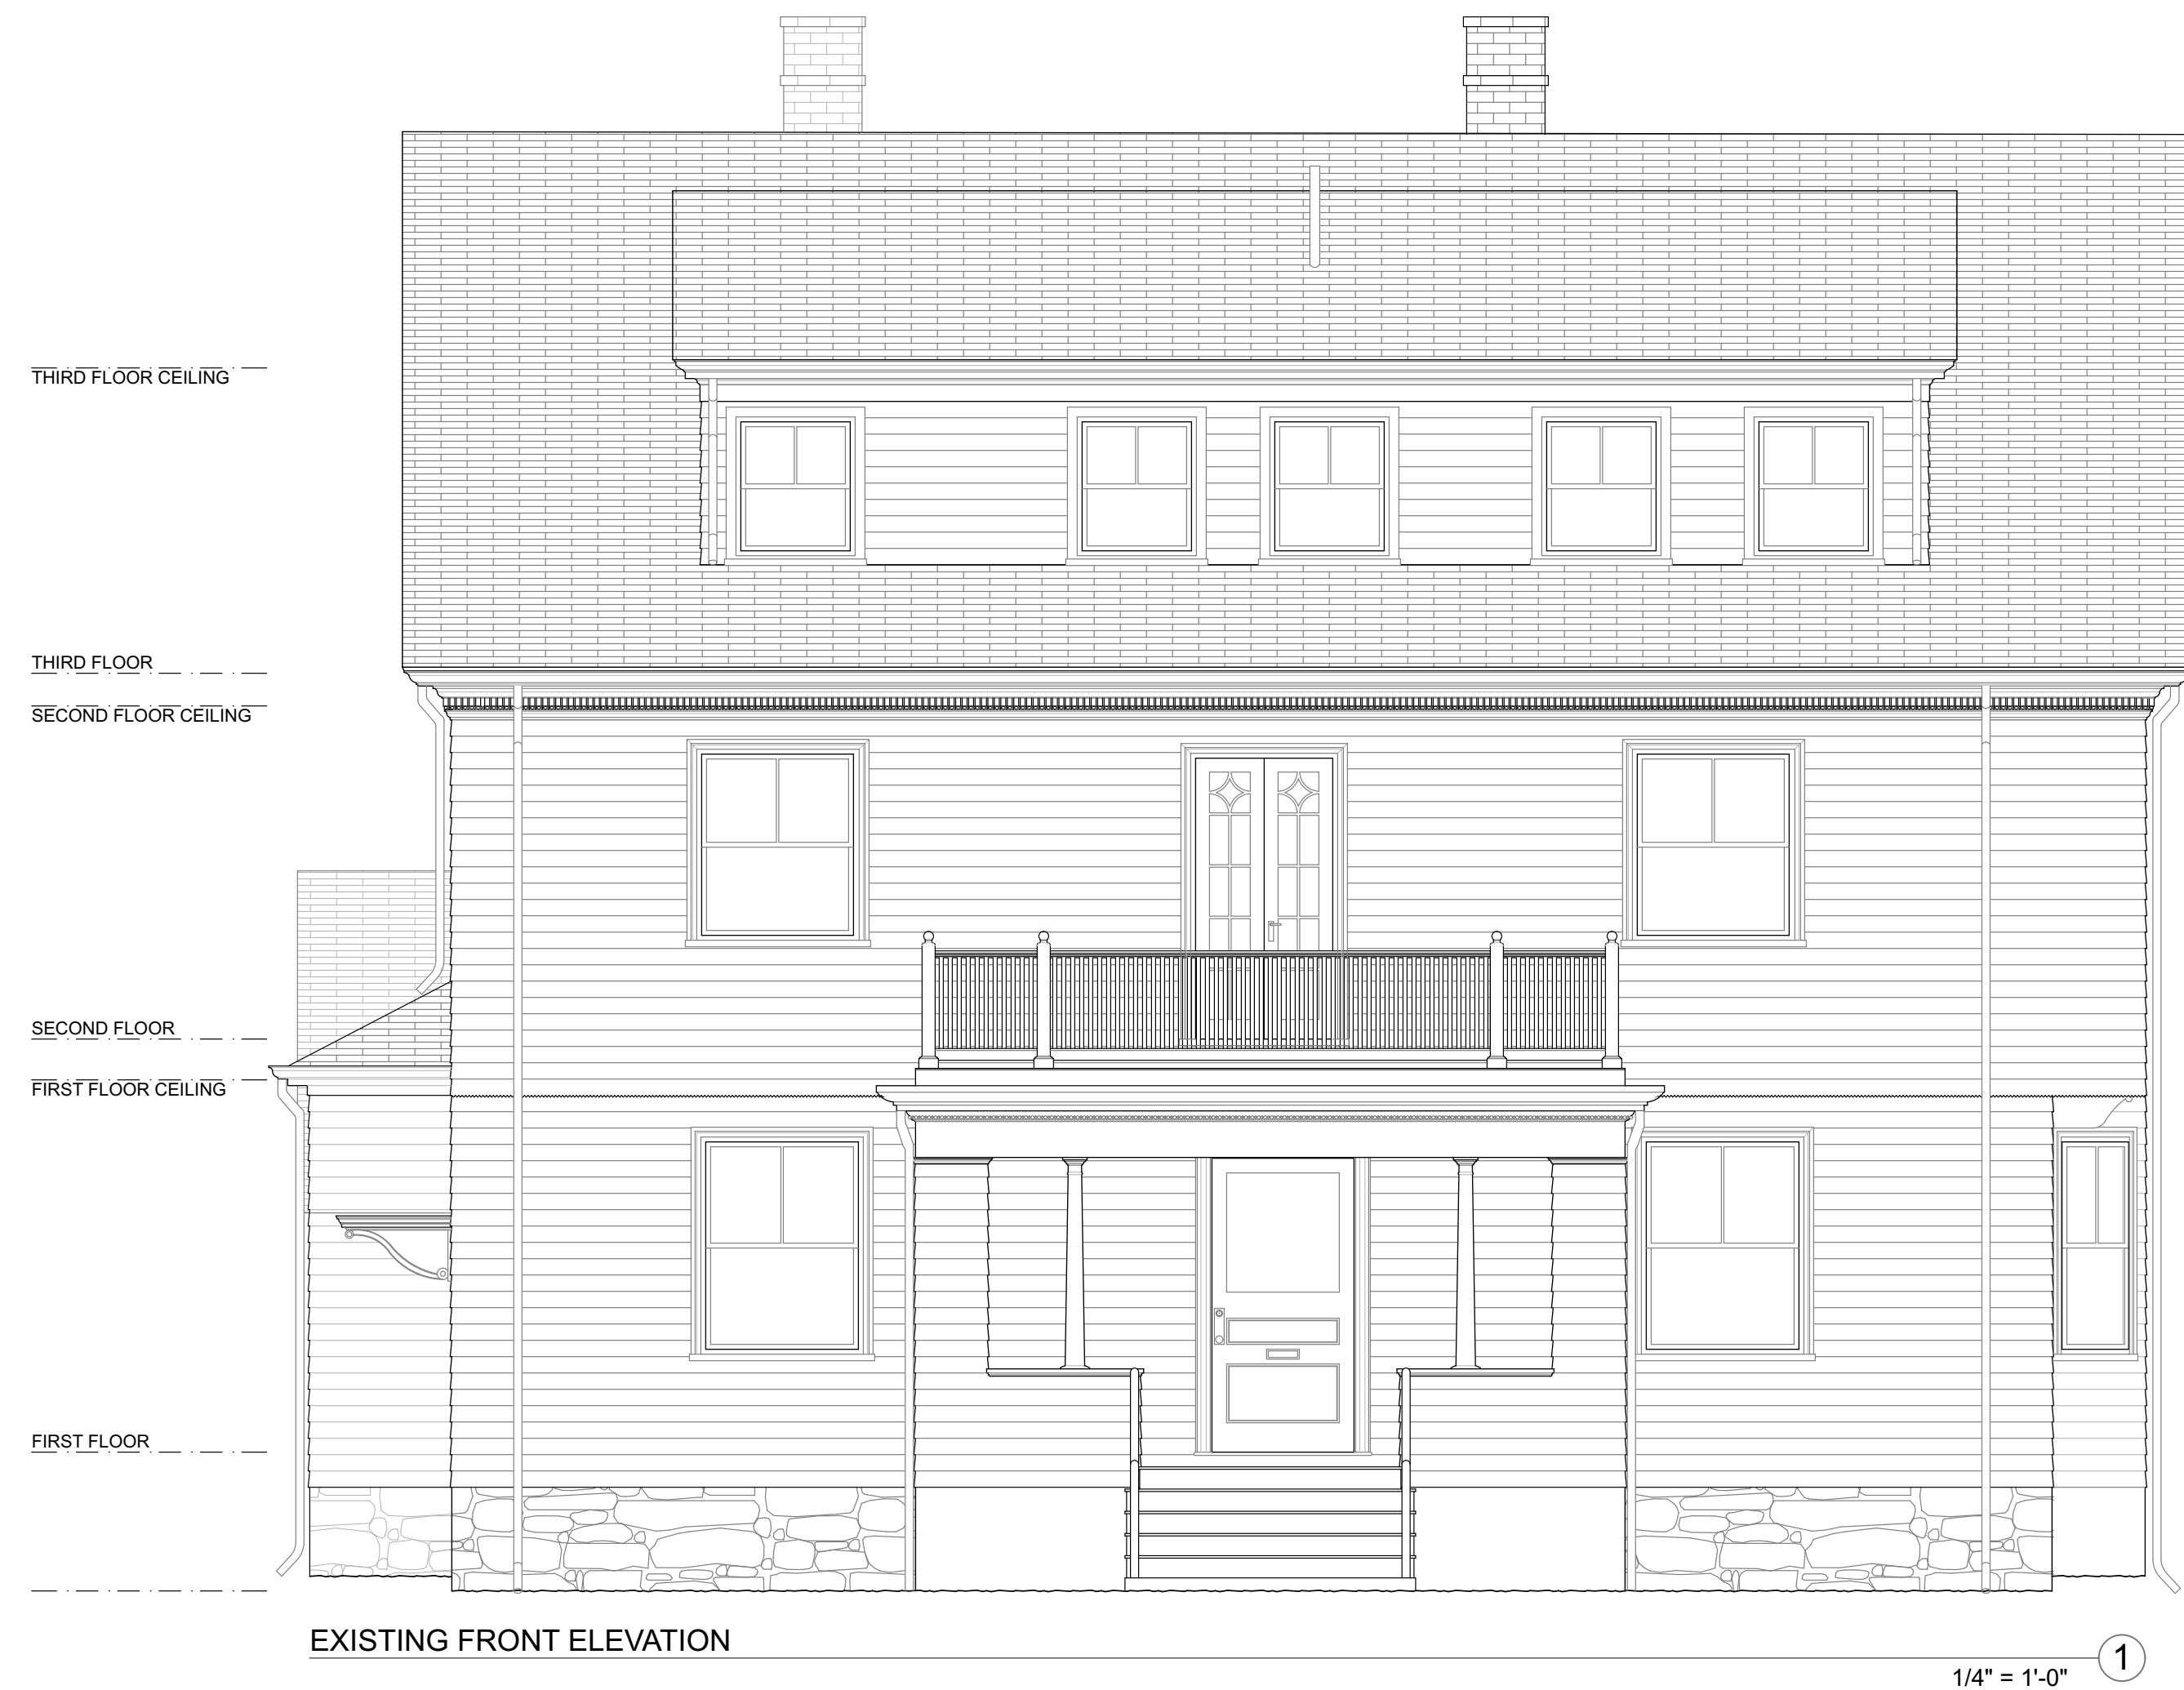 THIRD FLOOR CEILING
THIRD FLOOR
SECOND FLOOR CEILING
SECOND FLOOR
FIRST FLOOR CEILING
FIRST FLOOR
EXISTING FRONT ELEVATION
1
1/4" = 1'-0"